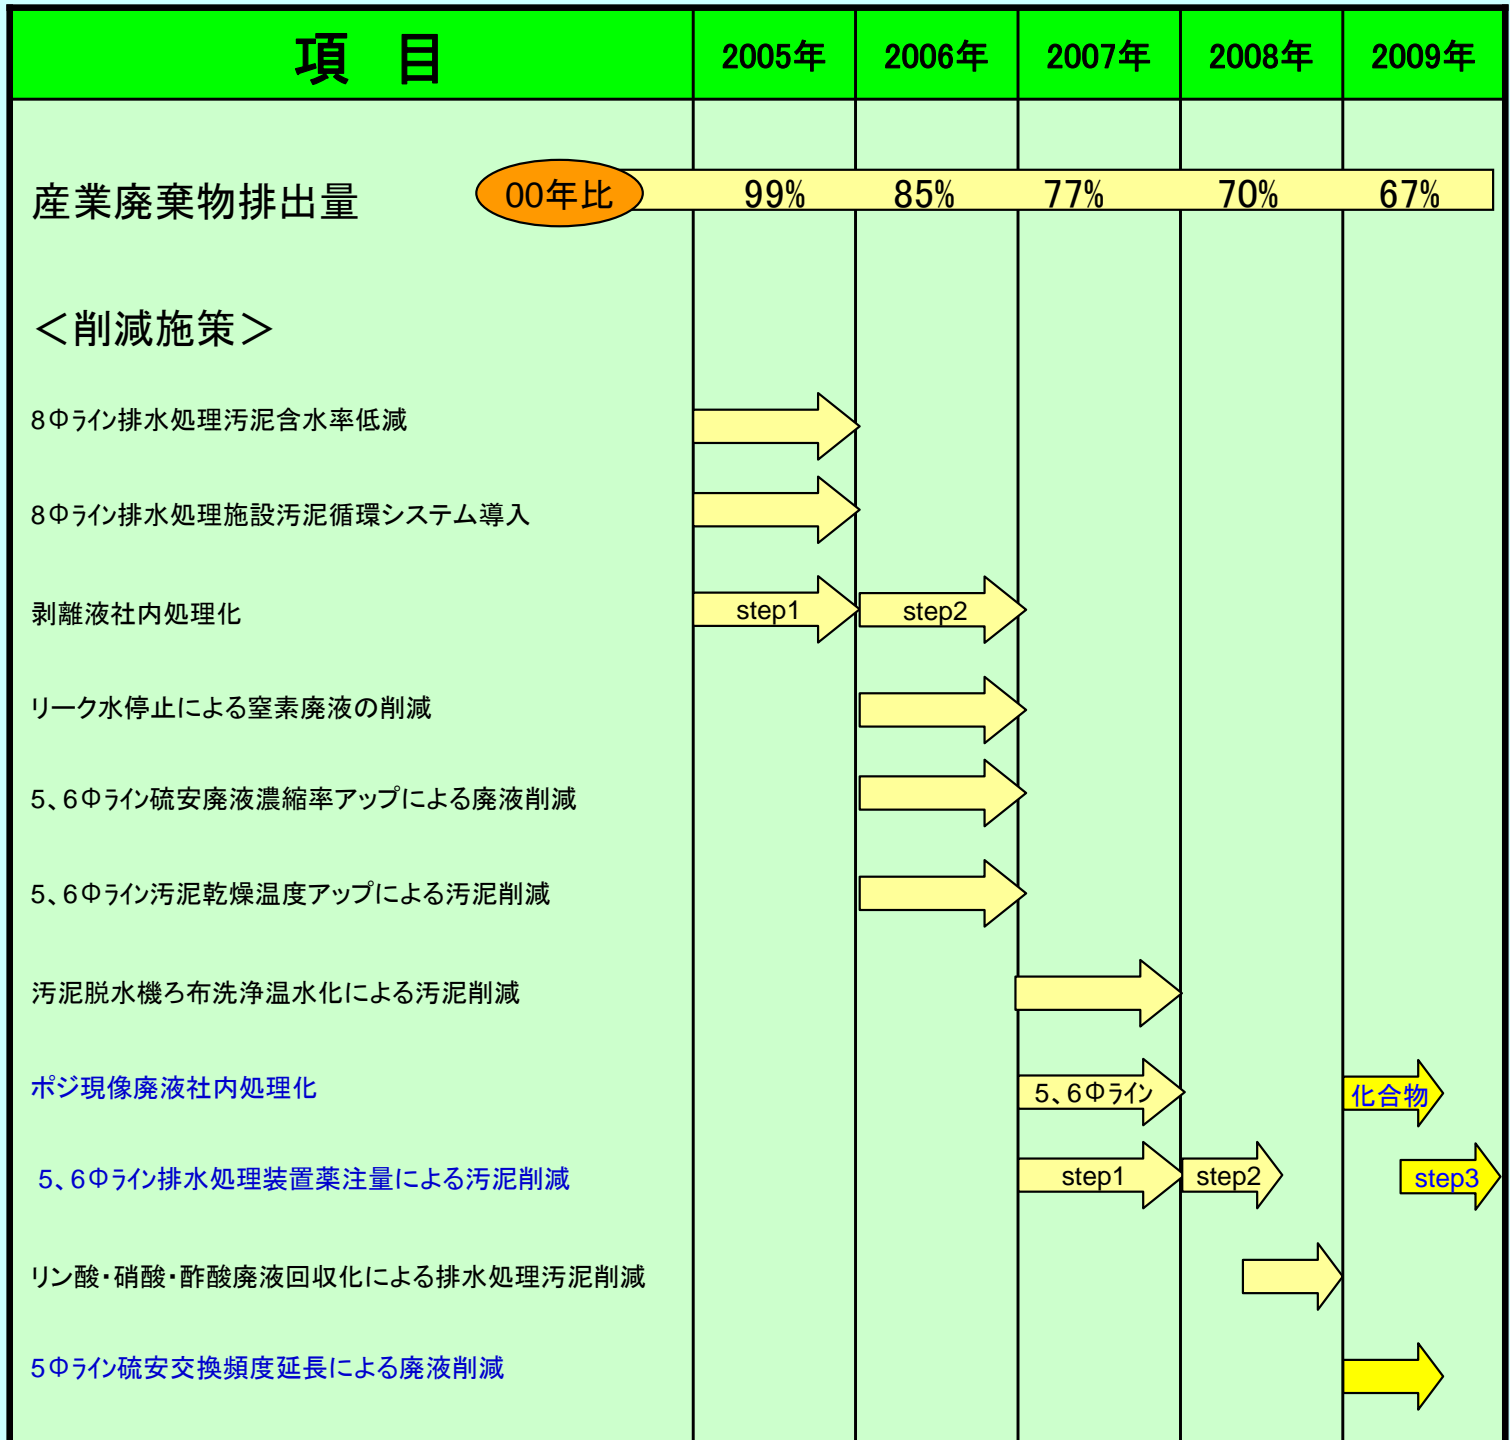 項 目 2005年 2006年 2007年 2008年 2009年
産業廃棄物排出量 00年比 99% 85% 77% 70% 67%
＜削減施策＞
8Φﾗｲﾝ排水処理汚泥含水率低減
8Φﾗｲﾝ排水処理施設汚泥循環システム導入
剥離液社内処理化 step1 step2
リーク水停止による窒素廃液の削減
5、6Φﾗｲﾝ硫安廃液濃縮率アップによる廃液削減
5、6Φﾗｲﾝ汚泥乾燥温度アップによる汚泥削減
汚泥脱水機ろ布洗浄温水化による汚泥削減
ポジ現像廃液社内処理化 5、6Φﾗｲﾝ 化合物
5、6Φﾗｲﾝ排水処理装置薬注量による汚泥削減 step1 step2 step3
リン酸・硝酸・酢酸廃液回収化による排水処理汚泥削減
5Φﾗｲﾝ硫安交換頻度延長による廃液削減